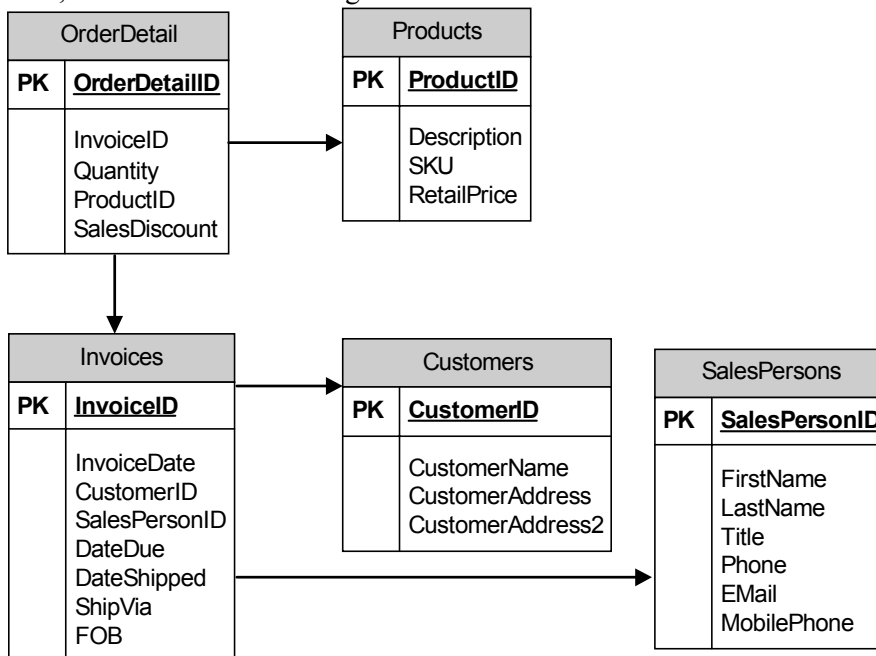 OrderDetail
PK OrderDetailID
InvoiceID
Quantity
ProductID
SalesDiscount
Products
PK ProductID
Description
SKU
RetailPrice
Invoices
PK InvoiceID
InvoiceDate
CustomerID
SalesPersonID
DateDue
DateShipped
ShipVia
FOB
Customers
PK CustomerID
CustomerName
CustomerAddress
CustomerAddress2
SalesPersons
PK SalesPersonID
FirstName
LastName
Title
Phone
EMail
MobilePhone